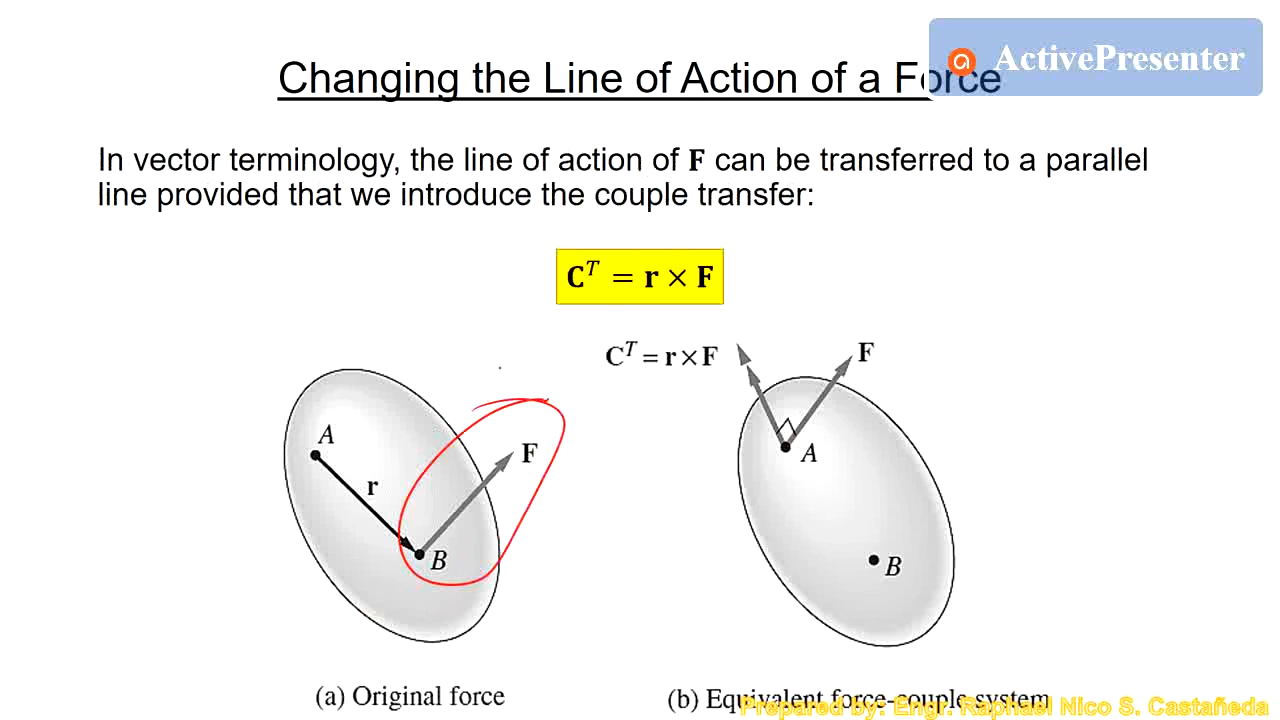 ActivePresenter
Changing the Line of Action of a Force
In vector terminology, the line of action of F can be transferred to a parallel
line provided that we introduce the couple transfer:
C^T = r × F
C^T = r × F
F
A
r
F
B
A
B
(a) Original force
(b) Equivalent force-couple system
Prepared by: Engr. Raphael Nico S. Castañeda